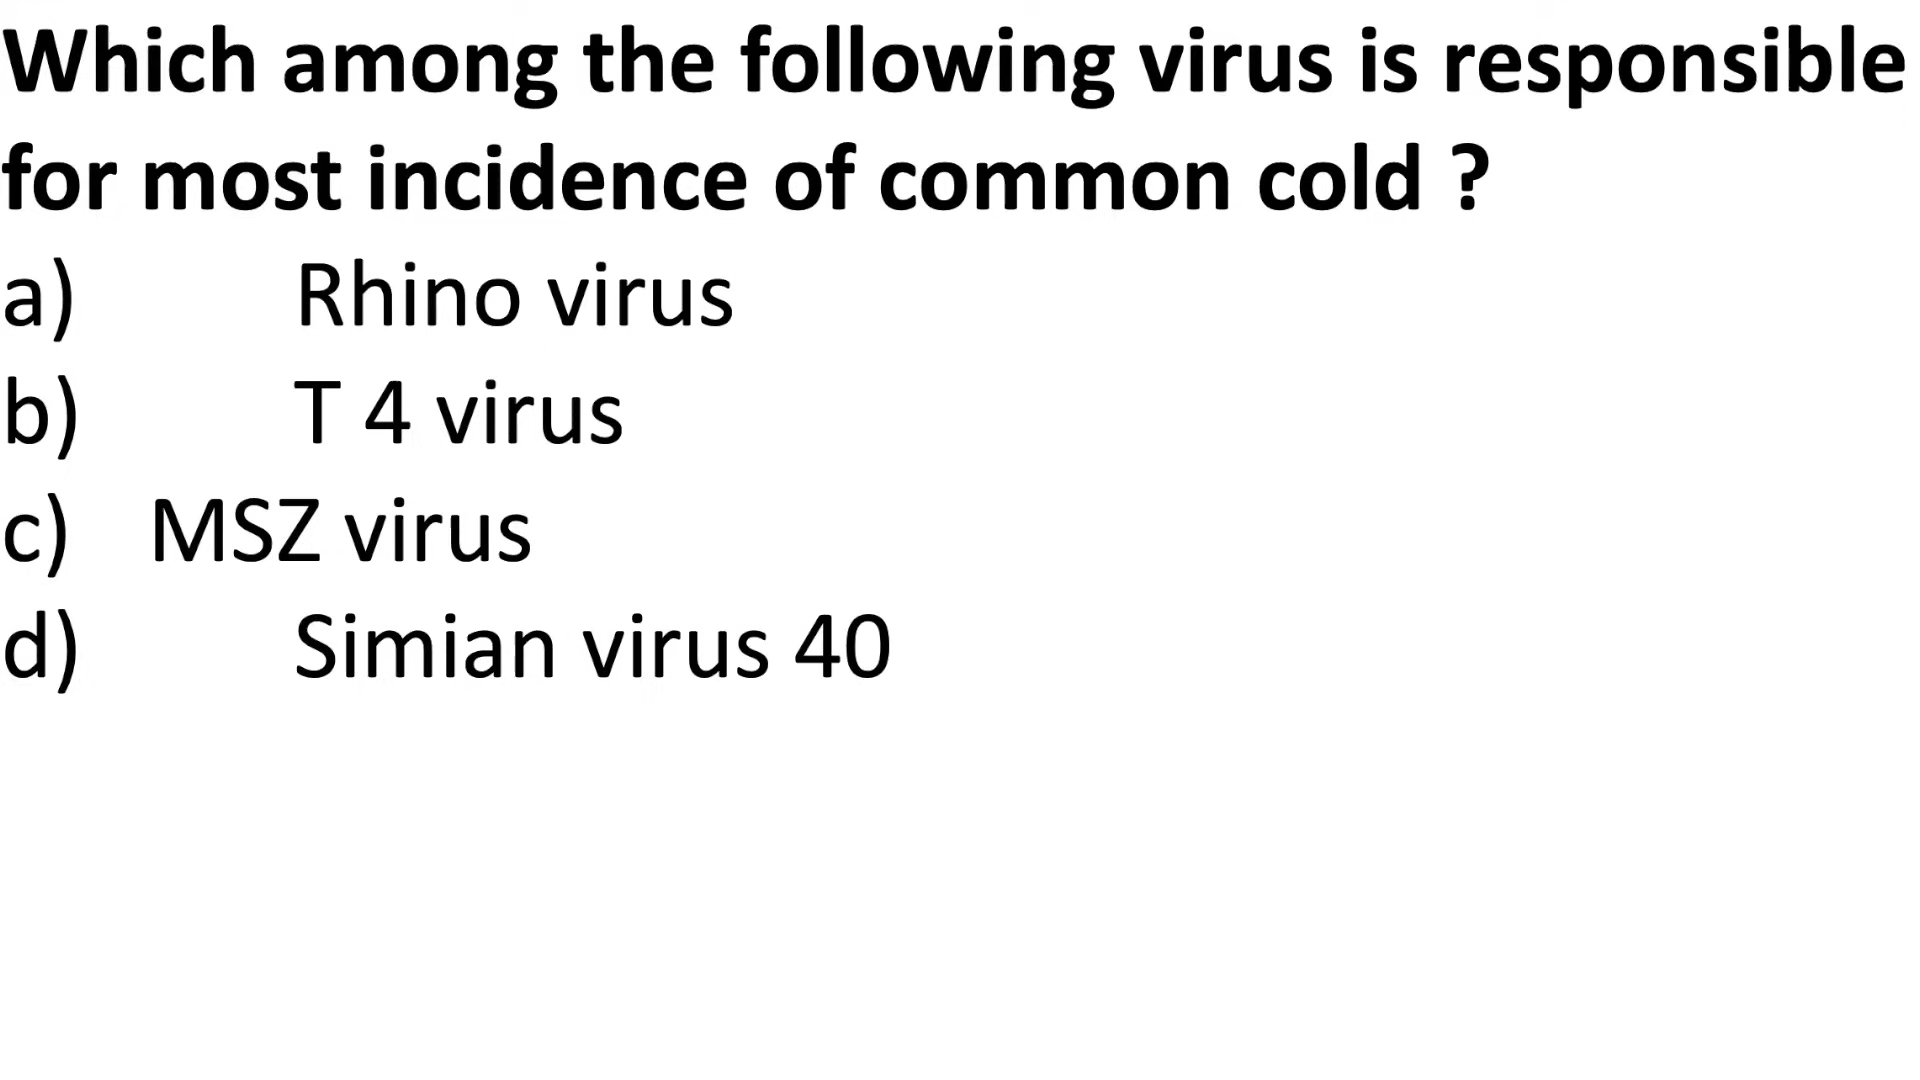 Which among the following virus is responsible
for most incidence of common cold ?
a) Rhino virus
b) T 4 virus
c) MSZ virus
d) Simian virus 40